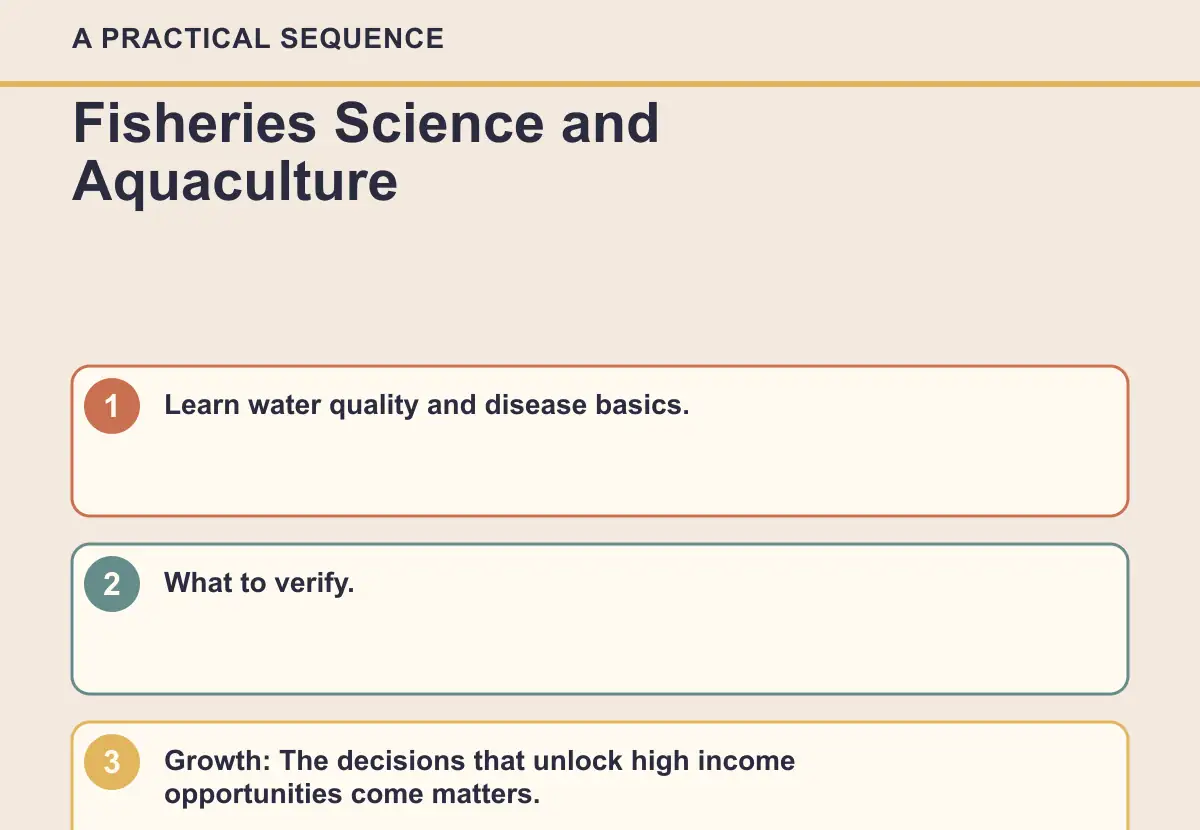 A PRACTICAL SEQUENCE
Fisheries Science and
Aquaculture
1
Learn water quality and disease basics.
2
What to verify.
3
Growth: The decisions that unlock high income
opportunities come matters.